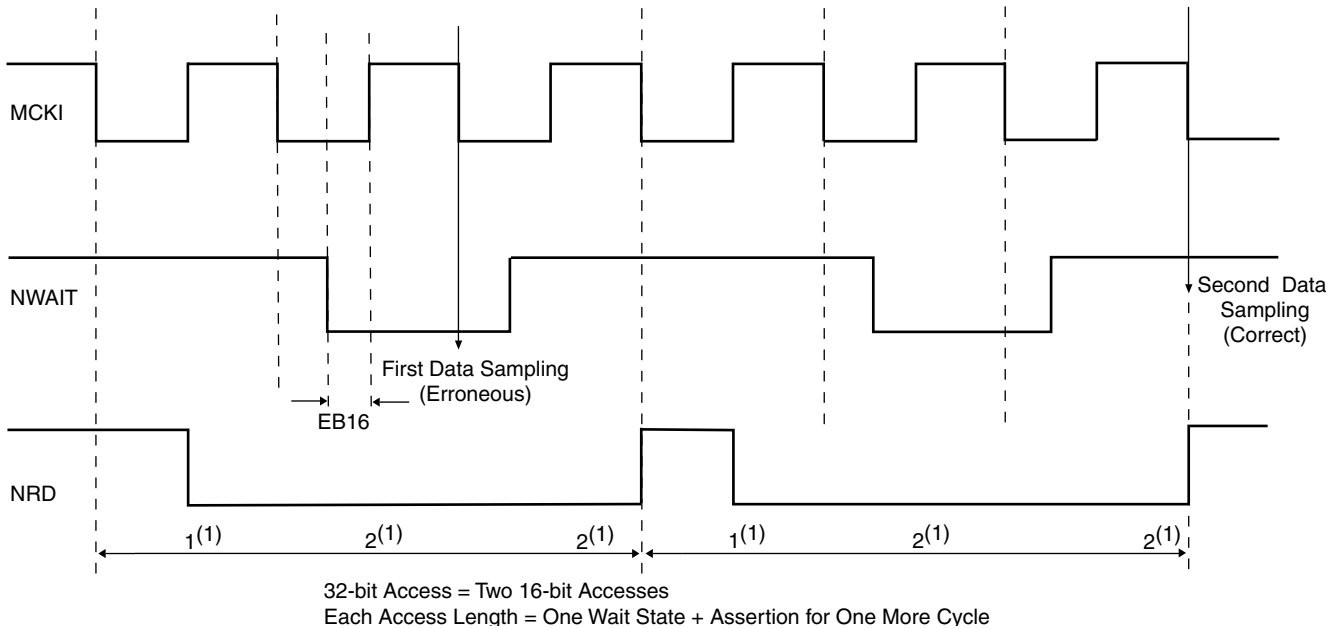 MCKI
NWAIT
Second Data
Sampling
(Correct)
First Data Sampling
(Erroneous)
EB16
NRD
1(1) 2(1) 2(1) 1(1) 2(1) 2(1)
32-bit Access = Two 16-bit Accesses
Each Access Length = One Wait State + Assertion for One More Cycle